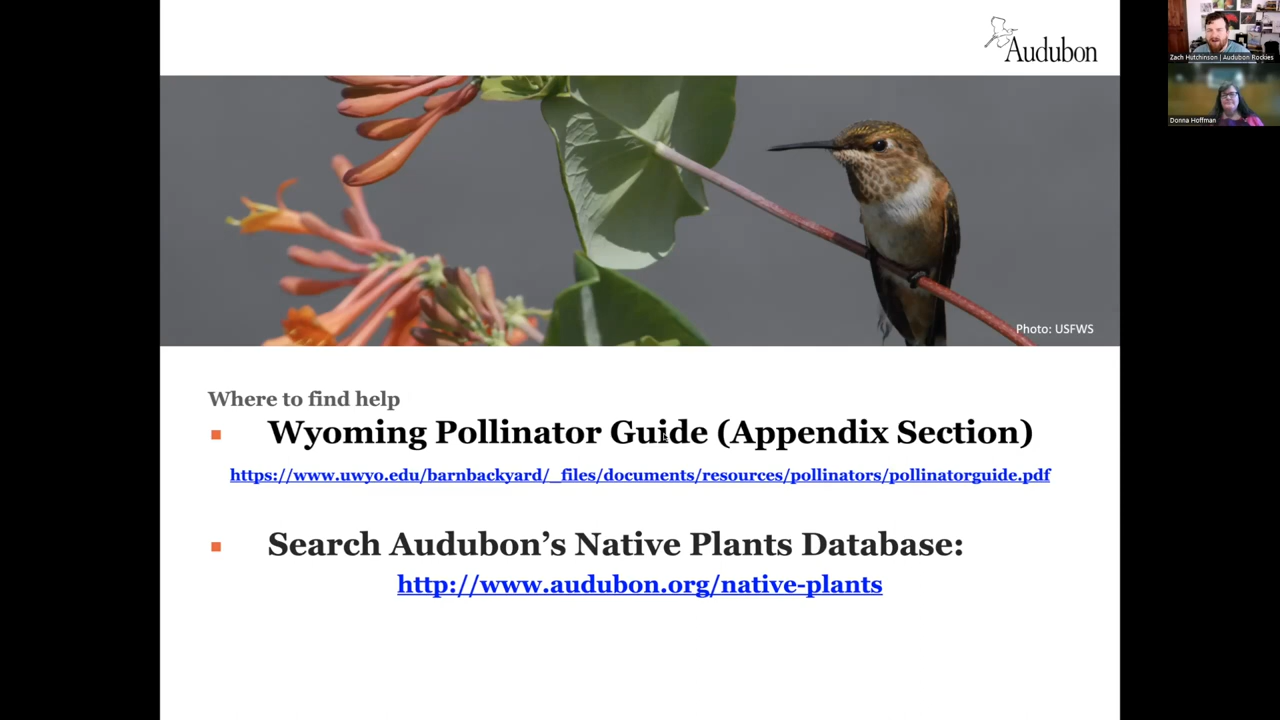 Audubon
Zach Hutchinson | Audubon Rockies
Donna Hoffman
Photo: USFWS
Where to find help
▪ Wyoming Pollinator Guide (Appendix Section)
https://www.uwyo.edu/barnbackyard/_files/documents/resources/pollinators/pollinatorguide.pdf
▪ Search Audubon’s Native Plants Database:
http://www.audubon.org/native-plants